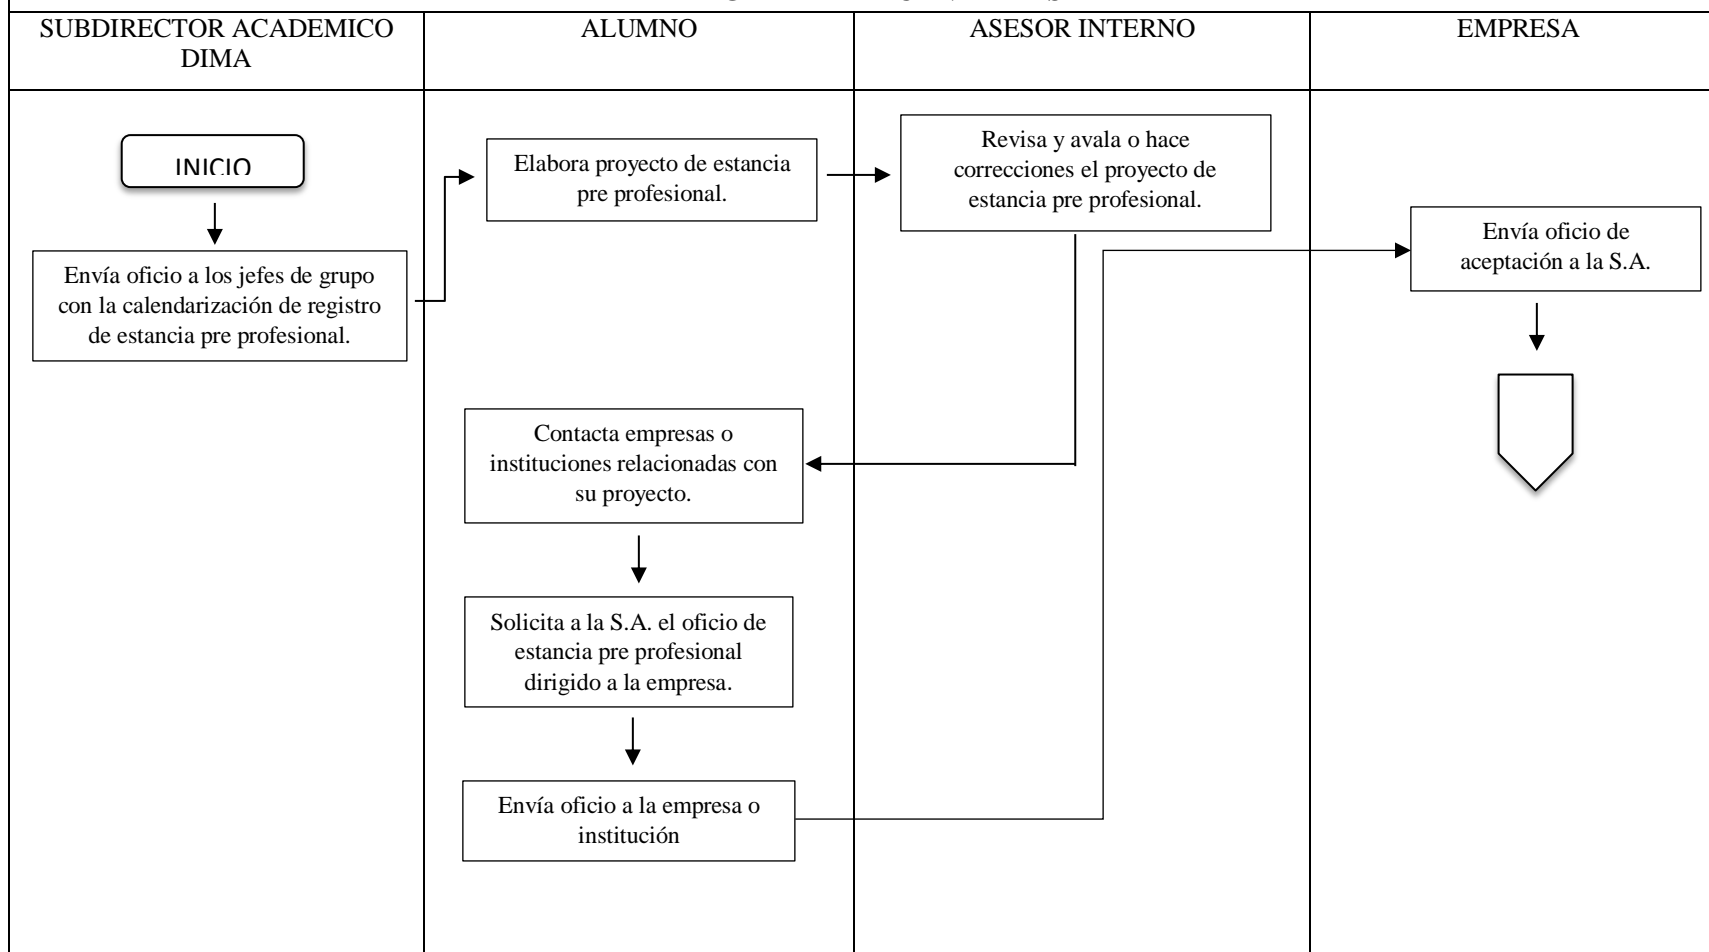 SUBDIRECTOR ACADEMICO
DIMA
ALUMNO
ASESOR INTERNO
EMPRESA
INICIO
Envía oficio a los jefes de grupo
con la calendarización de registro
de estancia pre profesional.
Elabora proyecto de estancia
pre profesional.
Revisa y avala o hace
correcciones el proyecto de
estancia pre profesional.
Contacta empresas o
instituciones relacionadas con
su proyecto.
Solicita a la S.A. el oficio de
estancia pre profesional
dirigido a la empresa.
Envía oficio a la empresa o
institución
Envía oficio de
aceptación a la S.A.